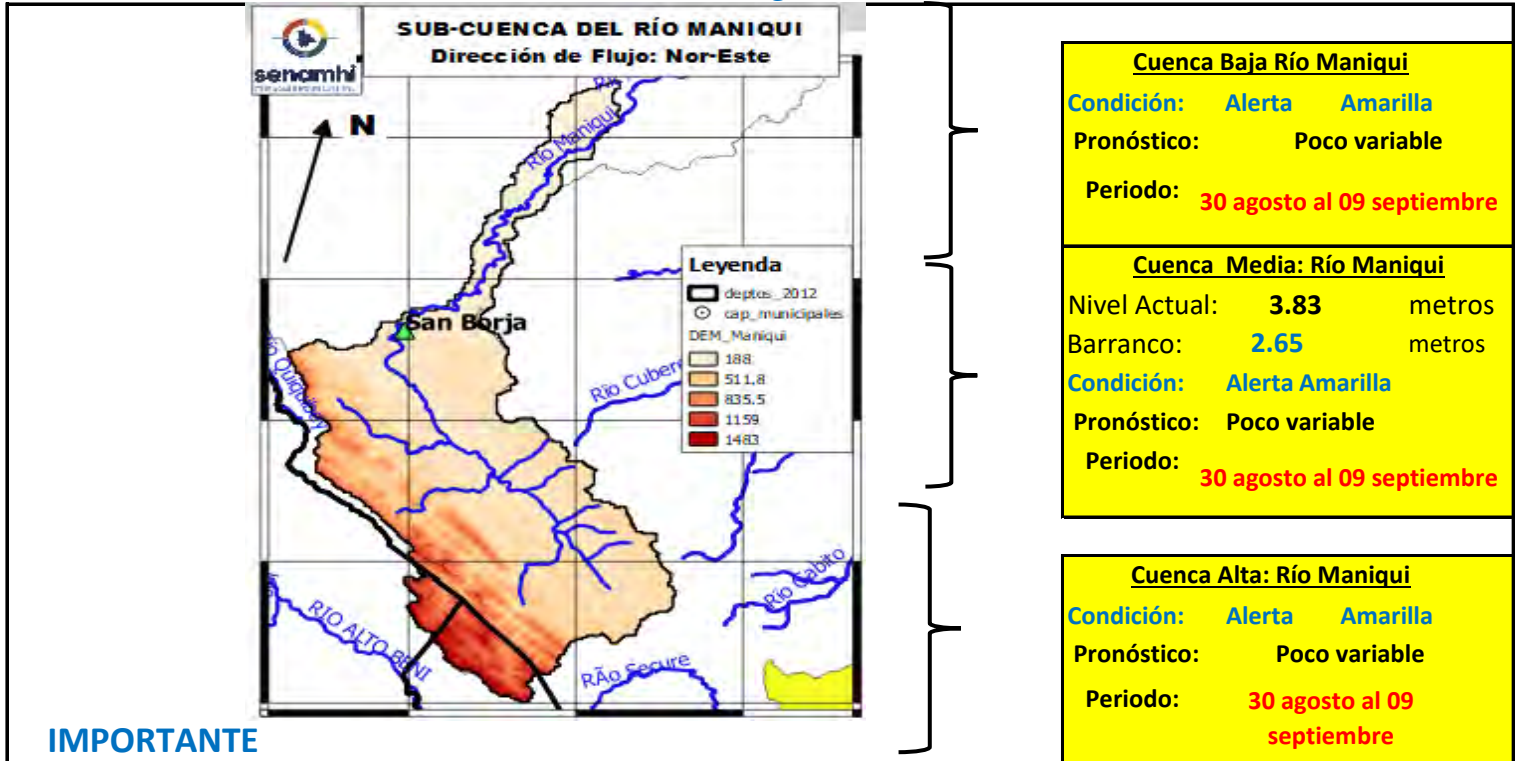 SUB-CUENCA DEL RÍO MANIQUI
Dirección de Flujo: Nor-Este
senamhi
N
Río Maniqui
San Borja
Río Quiquibey
Río Cubere
Río Cabito
RIO ALTO BENI
RÃo Secure
Leyenda
deptos_2012
cap_municipales
DEM_Maniqui
188
511.8
835.5
1159
1483
Cuenca Baja Río Maniqui
Condición: Alerta Amarilla
Pronóstico: Poco variable
Periodo: 30 agosto al 09 septiembre
Cuenca Media: Río Maniqui
Nivel Actual: 3.83 metros
Barranco: 2.65 metros
Condición: Alerta Amarilla
Pronóstico: Poco variable
Periodo: 30 agosto al 09 septiembre
Cuenca Alta: Río Maniqui
Condición: Alerta Amarilla
Pronóstico: Poco variable
Periodo: 30 agosto al 09
septiembre
IMPORTANTE